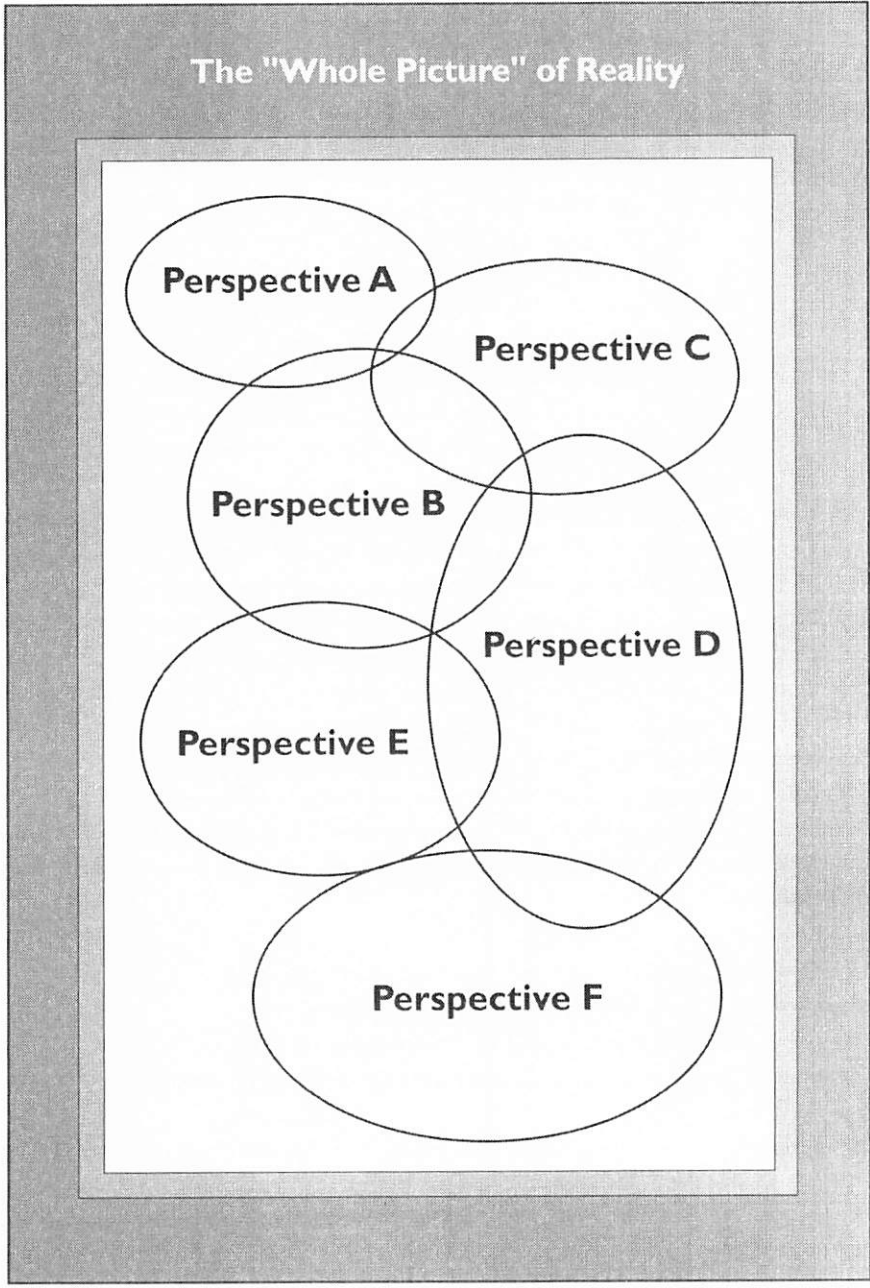 The "Whole Picture" of Reality
Perspective A
Perspective C
Perspective B
Perspective D
Perspective E
Perspective F